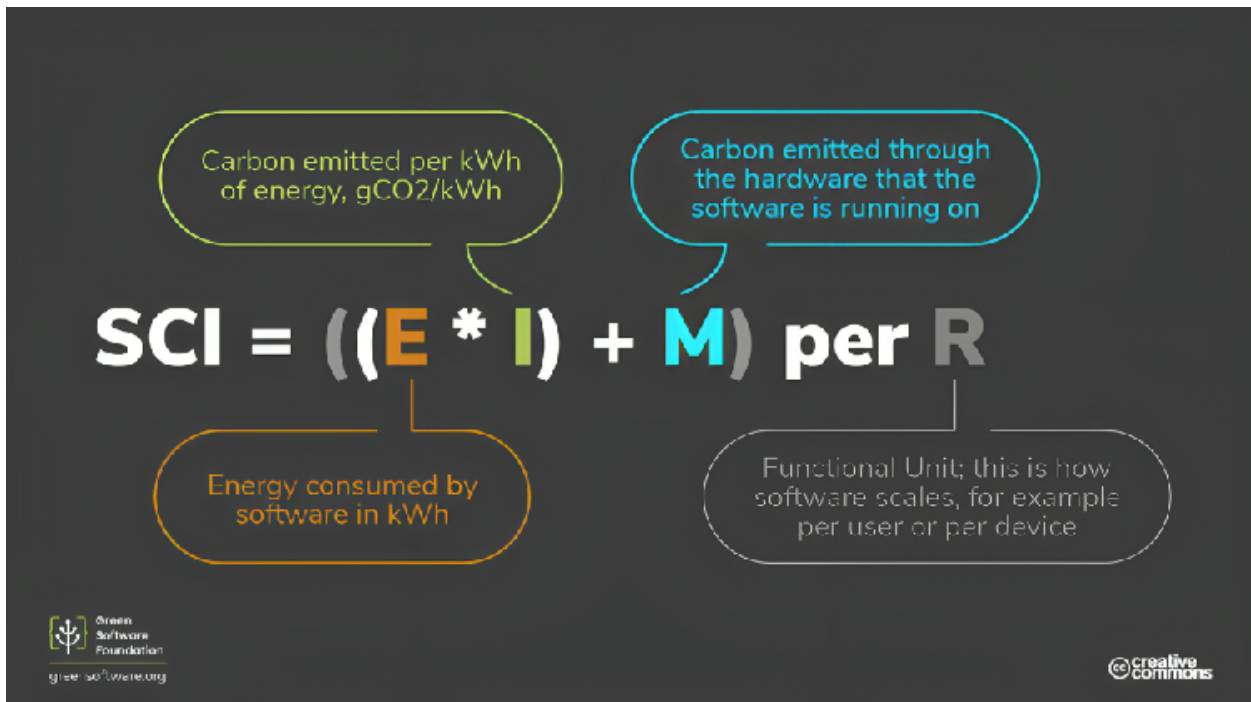 Carbon emitted per kWh
of energy, gCO2/kWh
Carbon emitted through
the hardware that the
software is running on
SCI = ((E * I) + M) per R
Energy consumed by
software in kWh
Functional Unit; this is how
software scales, for example
per user or per device
Green
Software
Foundation
greensoftware.org
cc creative
commons